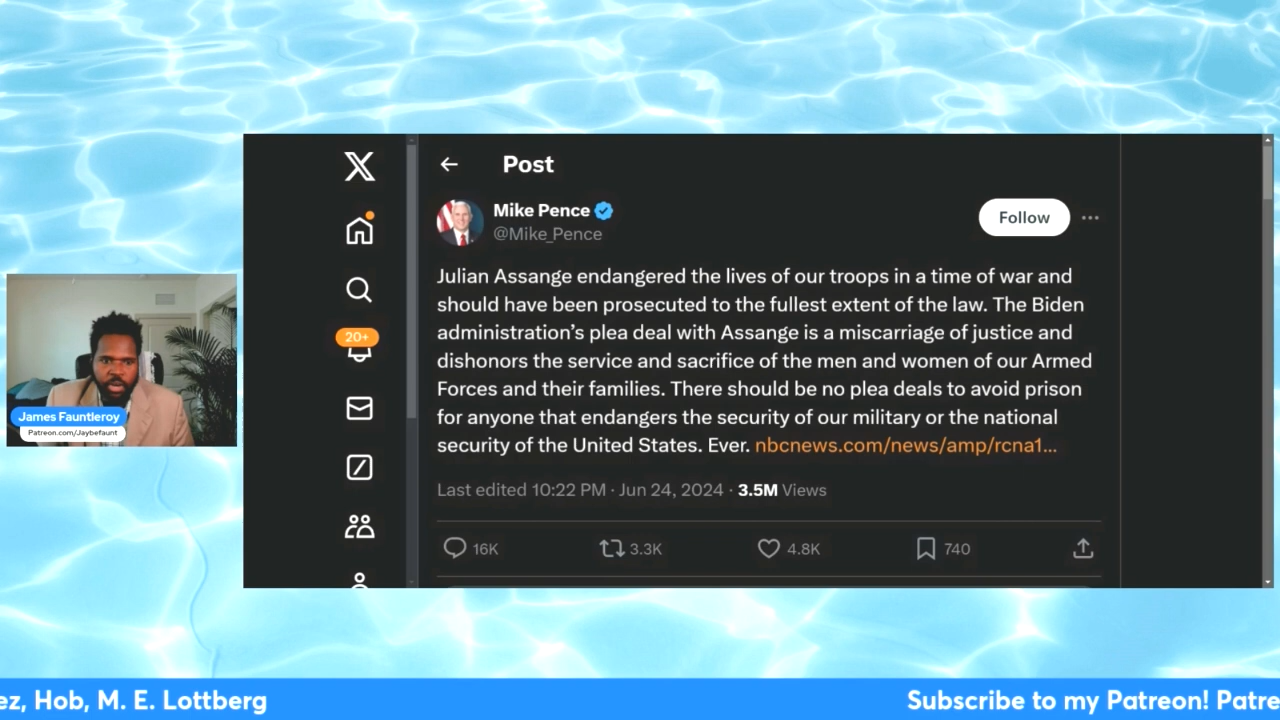 Post
Mike Pence
@Mike_Pence
Follow
Julian Assange endangered the lives of our troops in a time of war and
should have been prosecuted to the fullest extent of the law. The Biden
administration’s plea deal with Assange is a miscarriage of justice and
dishonors the service and sacrifice of the men and women of our Armed
Forces and their families. There should be no plea deals to avoid prison
for anyone that endangers the security of our military or the national
security of the United States. Ever. nbcnews.com/news/amp/rcna1...
Last edited 10:22 PM · Jun 24, 2024 · 3.5M Views
16K 3.3K 4.8K 740
20+
James Fauntleroy
Patreon.com/Jaybefaunt
ez, Hob, M. E. Lottberg
Subscribe to my Patreon! Patre